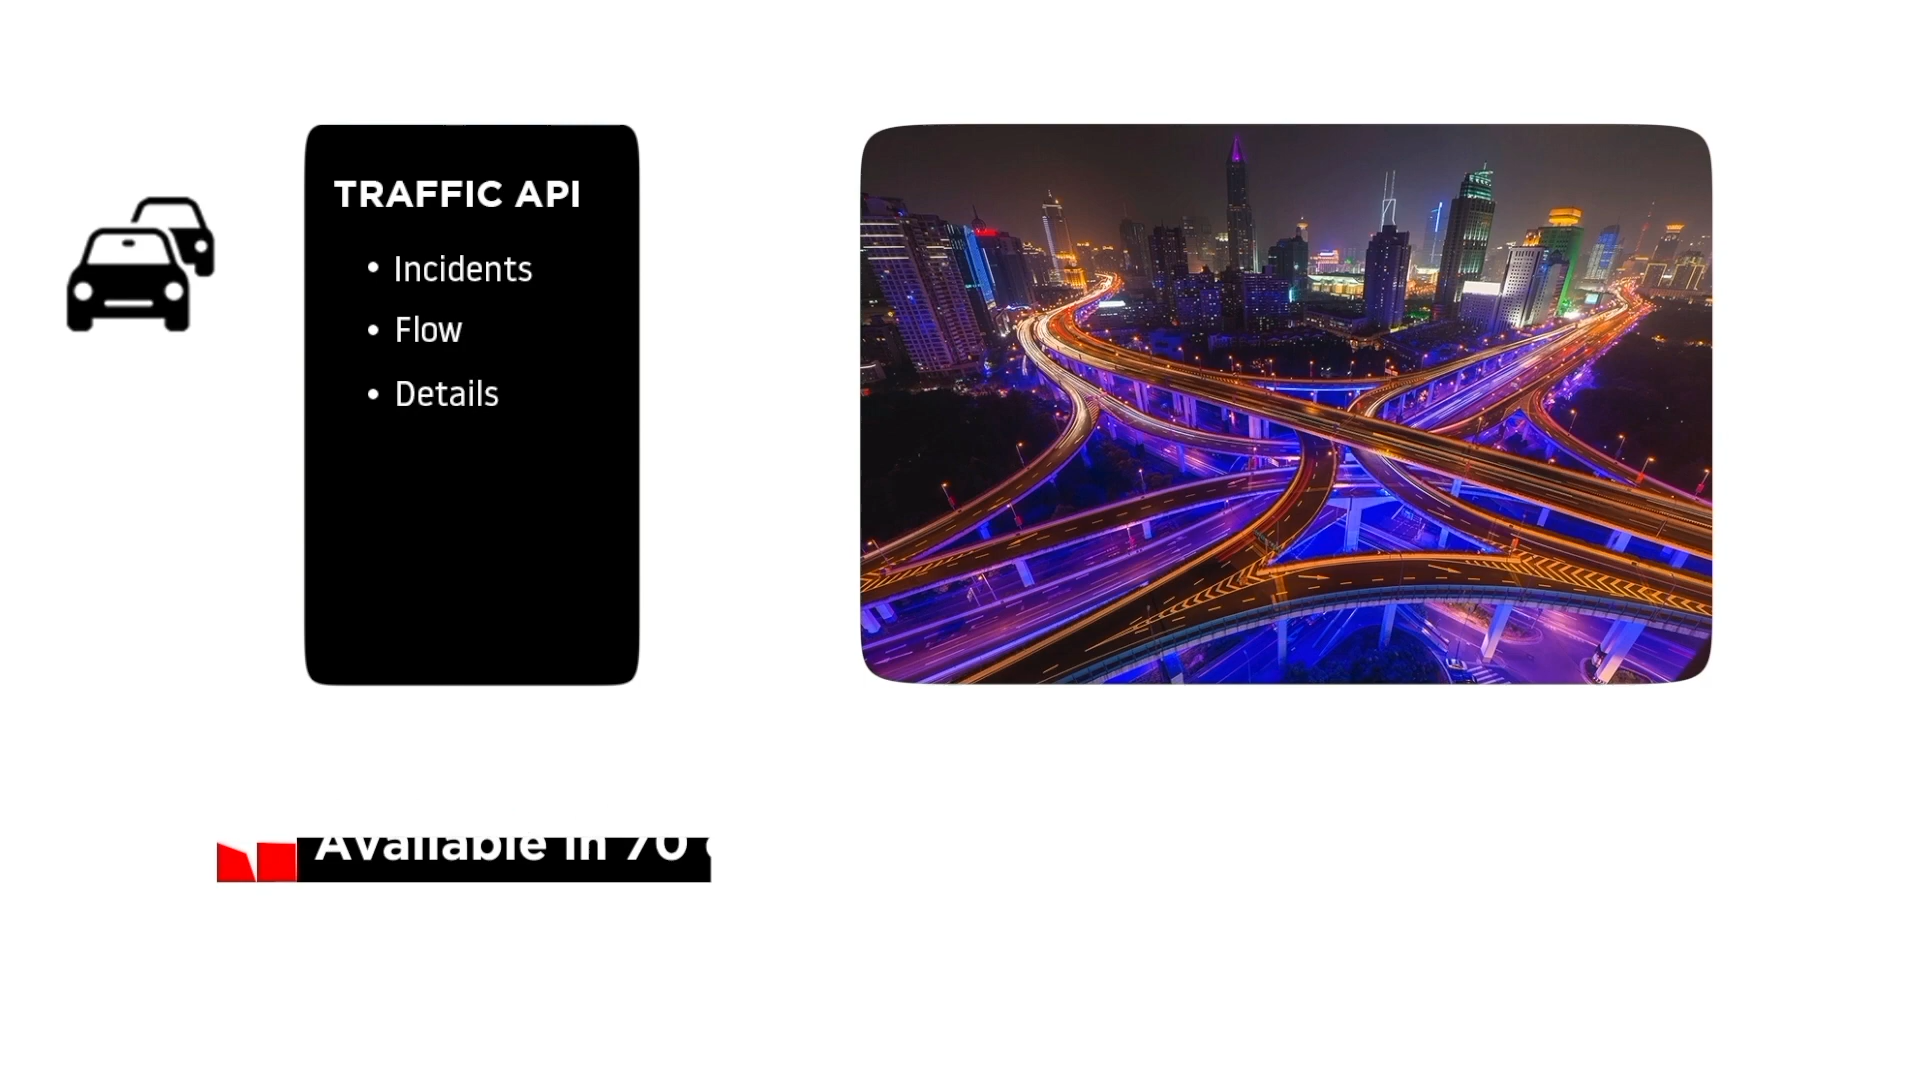 TRAFFIC API
• Incidents
• Flow
• Details
Available in 70